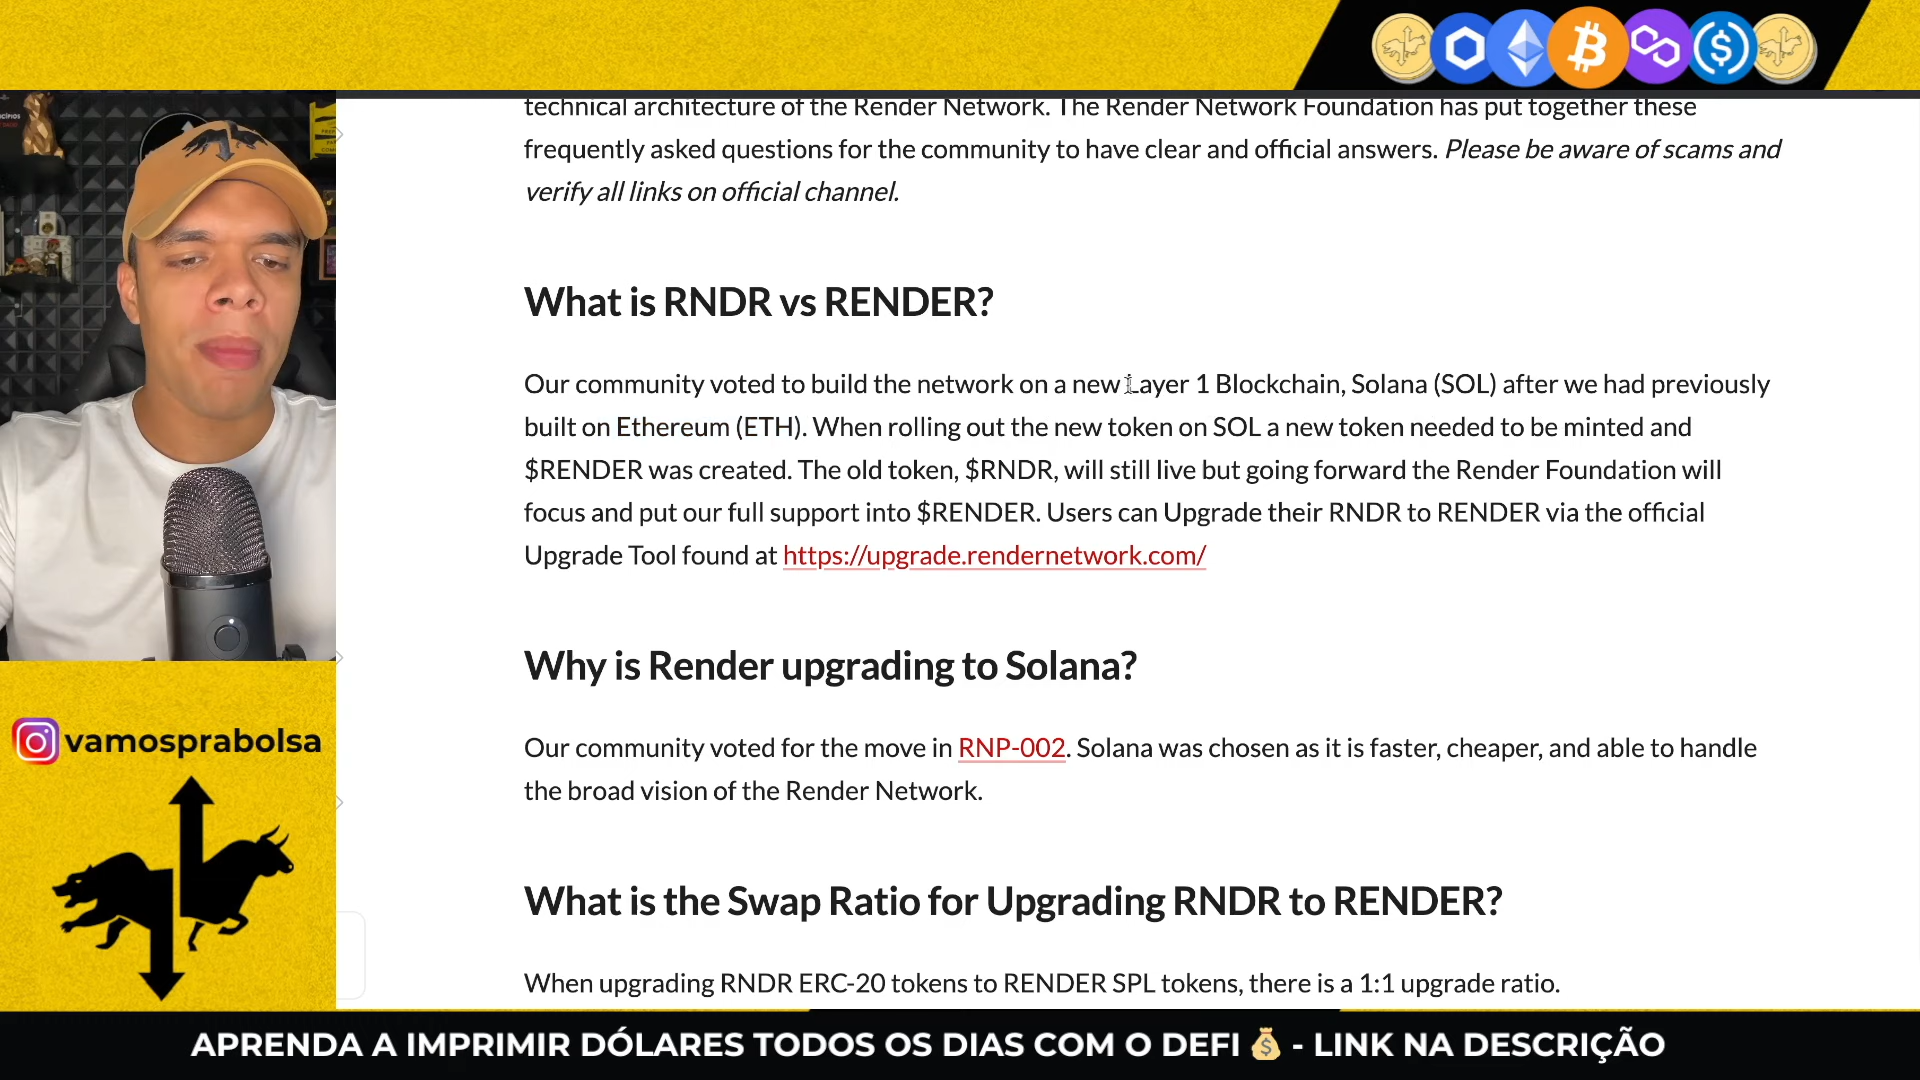 technical architecture of the Render Network. The Render Network Foundation has put together these
frequently asked questions for the community to have clear and official answers. Please be aware of scams and
verify all links on official channel.
What is RNDR vs RENDER?
Our community voted to build the network on a new Layer 1 Blockchain, Solana (SOL) after we had previously
built on Ethereum (ETH). When rolling out the new token on SOL a new token needed to be minted and
$RENDER was created. The old token, $RNDR, will still live but going forward the Render Foundation will
focus and put our full support into $RENDER. Users can Upgrade their RNDR to RENDER via the official
Upgrade Tool found at https://upgrade.rendernetwork.com/
Why is Render upgrading to Solana?
Our community voted for the move in RNP-002. Solana was chosen as it is faster, cheaper, and able to handle
the broad vision of the Render Network.
What is the Swap Ratio for Upgrading RNDR to RENDER?
When upgrading RNDR ERC-20 tokens to RENDER SPL tokens, there is a 1:1 upgrade ratio.
vamosprabolsa
APRENDA A IMPRIMIR DÓLARES TODOS OS DIAS COM O DEFI 💰 - LINK NA DESCRIÇÃO